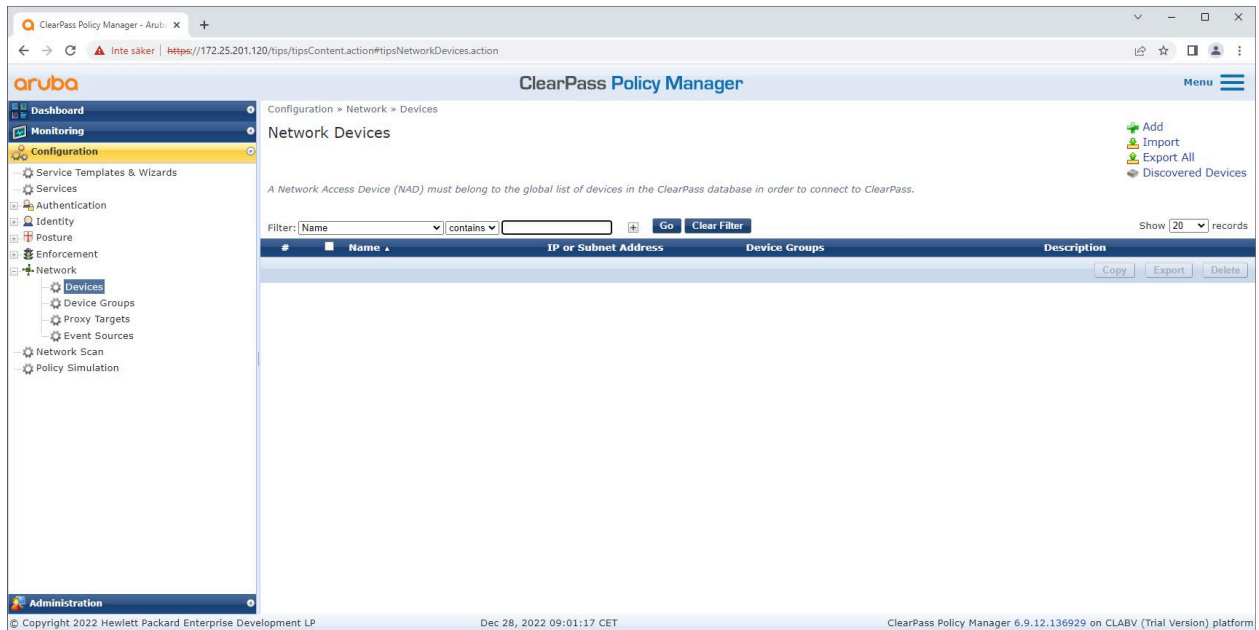 ClearPass Policy Manager - Arub
Inte säker | https://172.25.201.120/tips/tipsContent.action#tipsNetworkDevices.action
aruba
ClearPass Policy Manager
Menu
Dashboard
Monitoring
Configuration
Service Templates & Wizards
Services
Authentication
Identity
Posture
Enforcement
Network
Devices
Device Groups
Proxy Targets
Event Sources
Network Scan
Policy Simulation
Administration
Configuration » Network » Devices
Network Devices
Add
Import
Export All
Discovered Devices
A Network Access Device (NAD) must belong to the global list of devices in the ClearPass database in order to connect to ClearPass.
Filter: Name contains Go Clear Filter Show 20 records
# Name IP or Subnet Address Device Groups Description
Copy Export Delete
© Copyright 2022 Hewlett Packard Enterprise Development LP Dec 28, 2022 09:01:17 CET ClearPass Policy Manager 6.9.12.136929 on CLABV (Trial Version) platform